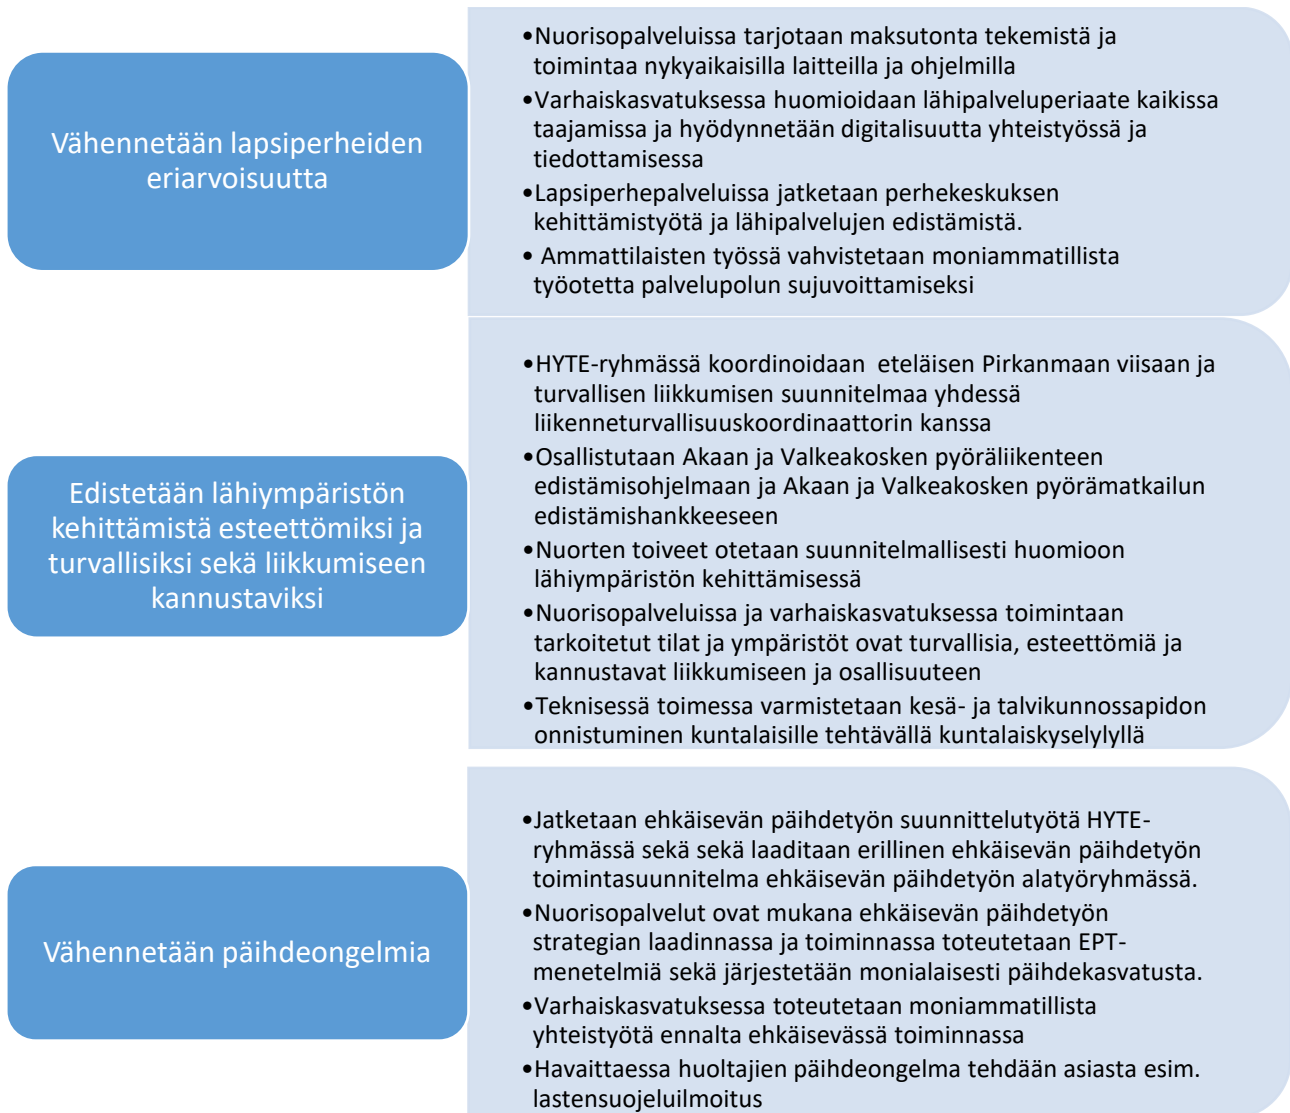 Vähennetään lapsiperheiden
eriarvoisuutta
•Nuorisopalveluissa tarjotaan maksutonta tekemistä ja
toimintaa nykyaikaisilla laitteilla ja ohjelmilla
•Varhaiskasvatuksessa huomioidaan lähipalveluperiaate kaikissa
taajamissa ja hyödynnetään digitalisuutta yhteistyössä ja
tiedottamisessa
•Lapsiperhepalveluissa jatketaan perhekeskuksen
kehittämistyötä ja lähipalvelujen edistämistä.
• Ammattilaisten työssä vahvistetaan moniammatillista
työotetta palvelupolun sujuvoittamiseksi
Edistetään lähiympäristön
kehittämistä esteettömiksi ja
turvallisiksi sekä liikkumiseen
kannustaviksi
•HYTE-ryhmässä koordinoidaan  eteläisen Pirkanmaan viisaan ja
turvallisen liikkumisen suunnitelmaa yhdessä
liikenneturvallisuuskoordinaattorin kanssa
•Osallistutaan Akaan ja Valkeakosken pyöräliikenteen
edistämisohjelmaan ja Akaan ja Valkeakosken pyörämatkailun
edistämishankkeeseen
•Nuorten toiveet otetaan suunnitelmallisesti huomioon
lähiympäristön kehittämisessä
•Nuorisopalveluissa ja varhaiskasvatuksessa toimintaan
tarkoitetut tilat ja ympäristöt ovat turvallisia, esteettömiä ja
kannustavat liikkumiseen ja osallisuuteen
•Teknisessä toimessa varmistetaan kesä- ja talvikunnossapidon
onnistuminen kuntalaisille tehtävällä kuntalaiskyselylyllä
Vähennetään päihdeongelmia
•Jatketaan ehkäisevän päihdetyön suunnittelutyötä HYTE-
ryhmässä sekä sekä laaditaan erillinen ehkäisevän päihdetyön
toimintasuunnitelma ehkäisevän päihdetyön alatyöryhmässä.
•Nuorisopalvelut ovat mukana ehkäisevän päihdetyön
strategian laadinnassa ja toiminnassa toteutetaan EPT-
menetelmiä sekä järjestetään monialaisesti päihdekasvatusta.
•Varhaiskasvatuksessa toteutetaan moniammatillista
yhteistyötä ennalta ehkäisevässä toiminnassa
•Havaittaessa huoltajien päihdeongelma tehdään asiasta esim.
lastensuojeluilmoitus